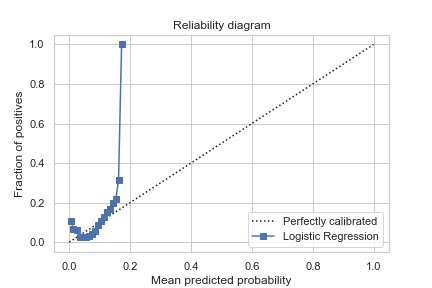 Reliability diagram
1.0
0.8
0.6
0.4
0.2
0.0
Fraction of positives
Perfectly calibrated
Logistic Regression
0.0 0.2 0.4 0.6 0.8 1.0
Mean predicted probability